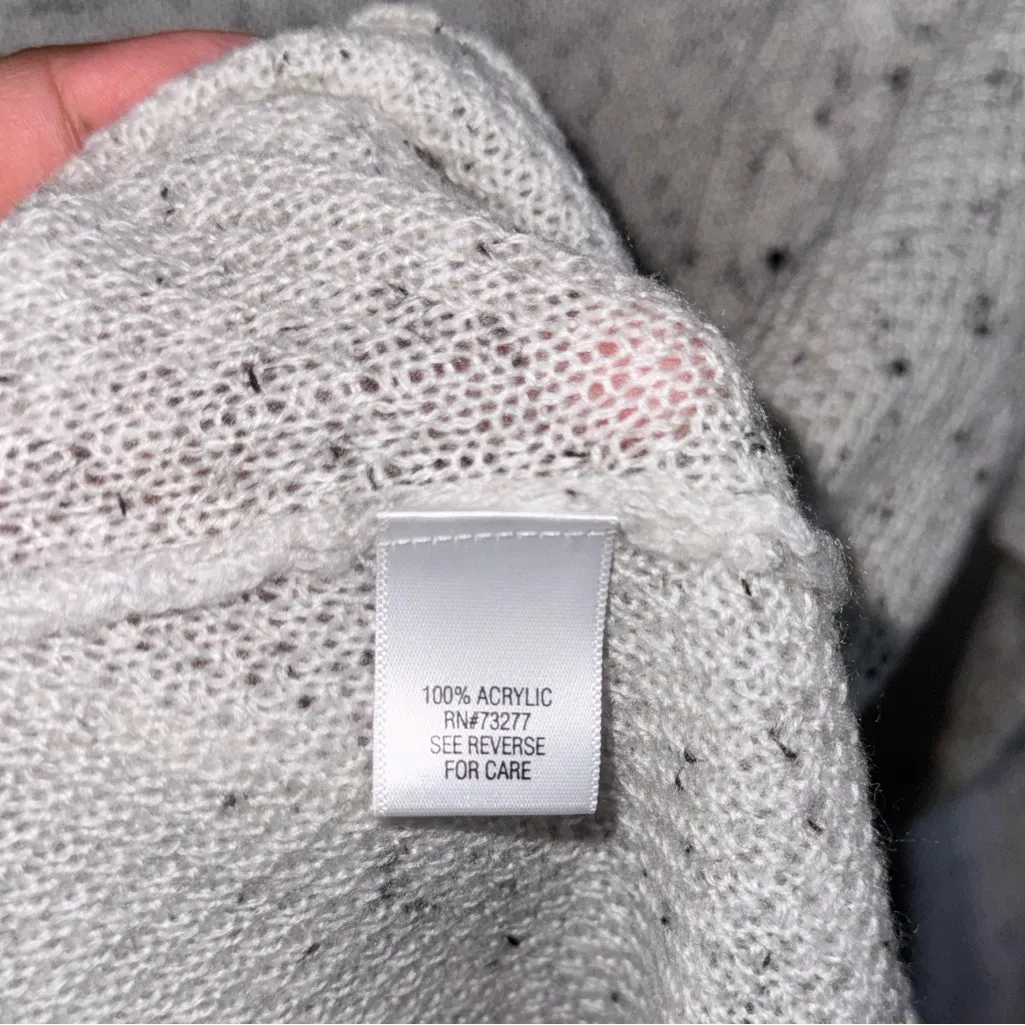 100% ACRYLIC
RN#73277
SEE REVERSE
FOR CARE